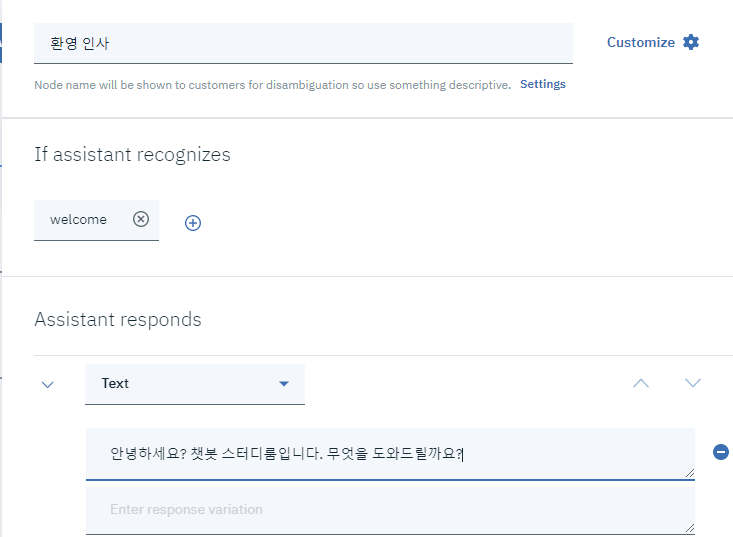 환영 인사
Customize
Node name will be shown to customers for disambiguation so use something descriptive. Settings
If assistant recognizes
welcome
Assistant responds
Text
안녕하세요? 챗봇 스터디룸입니다. 무엇을 도와드릴까요?
Enter response variation